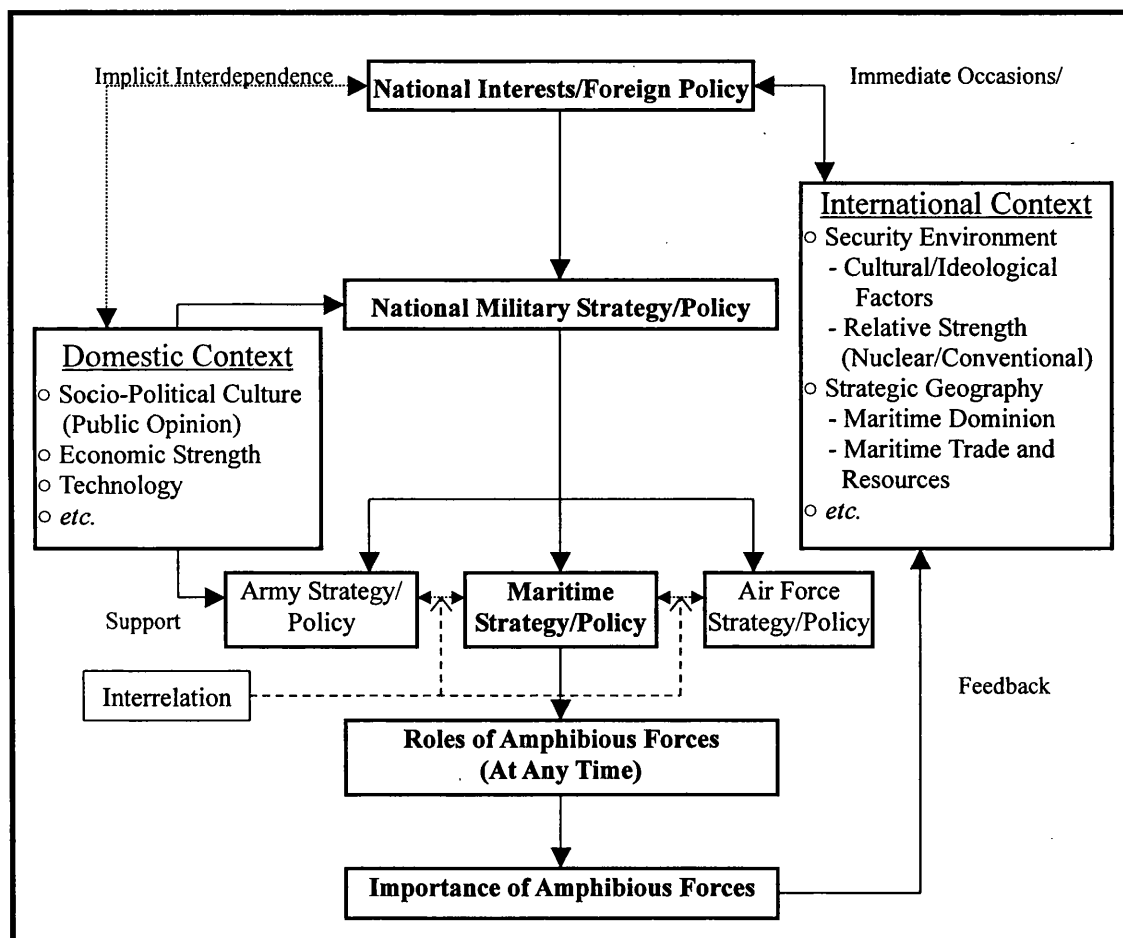 Implicit Interdependence
National Interests/Foreign Policy
Immediate Occasions/
International Context
○ Security Environment
- Cultural/Ideological
Factors
- Relative Strength
(Nuclear/Conventional)
○ Strategic Geography
- Maritime Dominion
- Maritime Trade and
Resources
○ etc.
National Military Strategy/Policy
Domestic Context
○ Socio-Political Culture
(Public Opinion)
○ Economic Strength
○ Technology
○ etc.
Support
Army Strategy/
Policy
Maritime
Strategy/Policy
Air Force
Strategy/Policy
Interrelation
Feedback
Roles of Amphibious Forces
(At Any Time)
Importance of Amphibious Forces